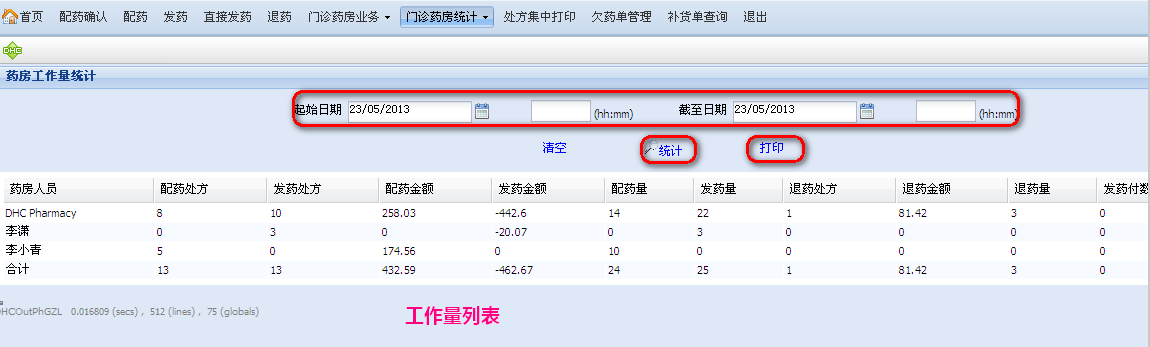 首页 配药确认 配药 发药 直接发药 退药 门诊药房业务 门诊药房统计 处方集中打印 欠药单管理 补货单查询 退出
DHC
药房工作量统计
起始日期 23/05/2013 (hh:mm) 截至日期 23/05/2013 (hh:mm)
清空 统计 打印
药房人员 配药处方 发药处方 配药金额 发药金额 配药量 发药量 退药处方 退药金额 退药量 发药付数
DHC Pharmacy 8 10 258.03 -442.6 14 22 1 81.42 3 0
李潇 0 3 0 -20.07 0 3 0 0 0 0
李小青 5 0 174.56 0 10 0 0 0 0 0
合计 13 13 432.59 -462.67 24 25 1 81.42 3 0
HCOutPhGZL 0.016809 (secs) , 512 (lines) , 75 (globals)
工作量列表